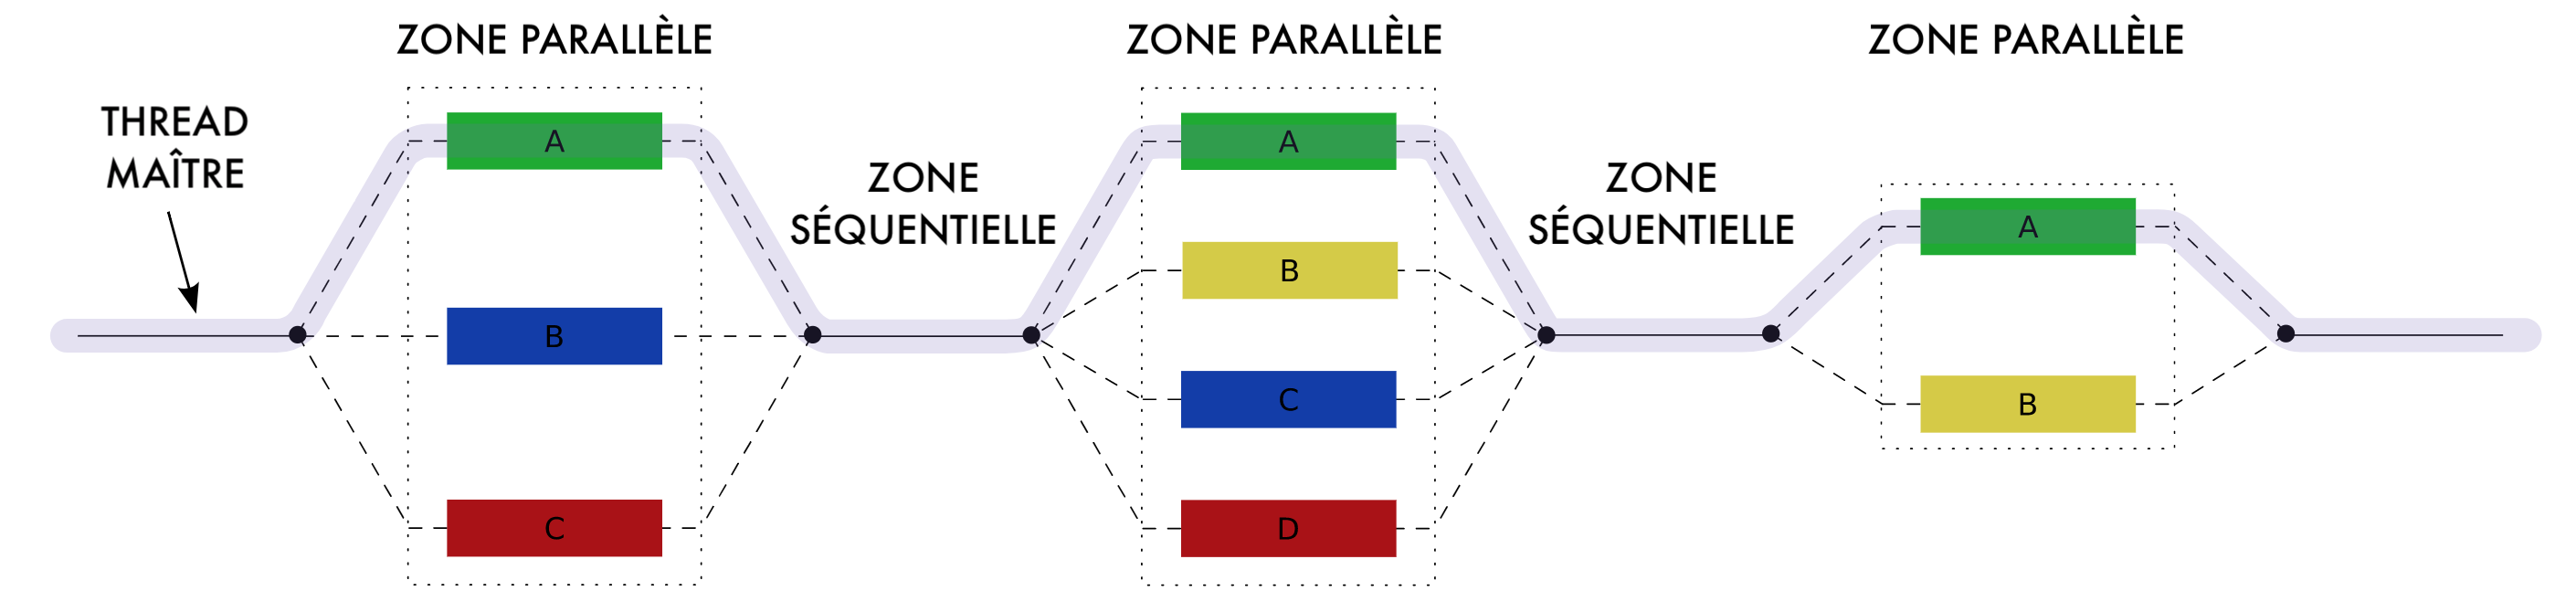 ZONE PARALLÈLE
ZONE PARALLÈLE
ZONE PARALLÈLE
THREAD
MAÎTRE
A
B
C
ZONE
SÉQUENTIELLE
A
B
C
D
ZONE
SÉQUENTIELLE
A
B